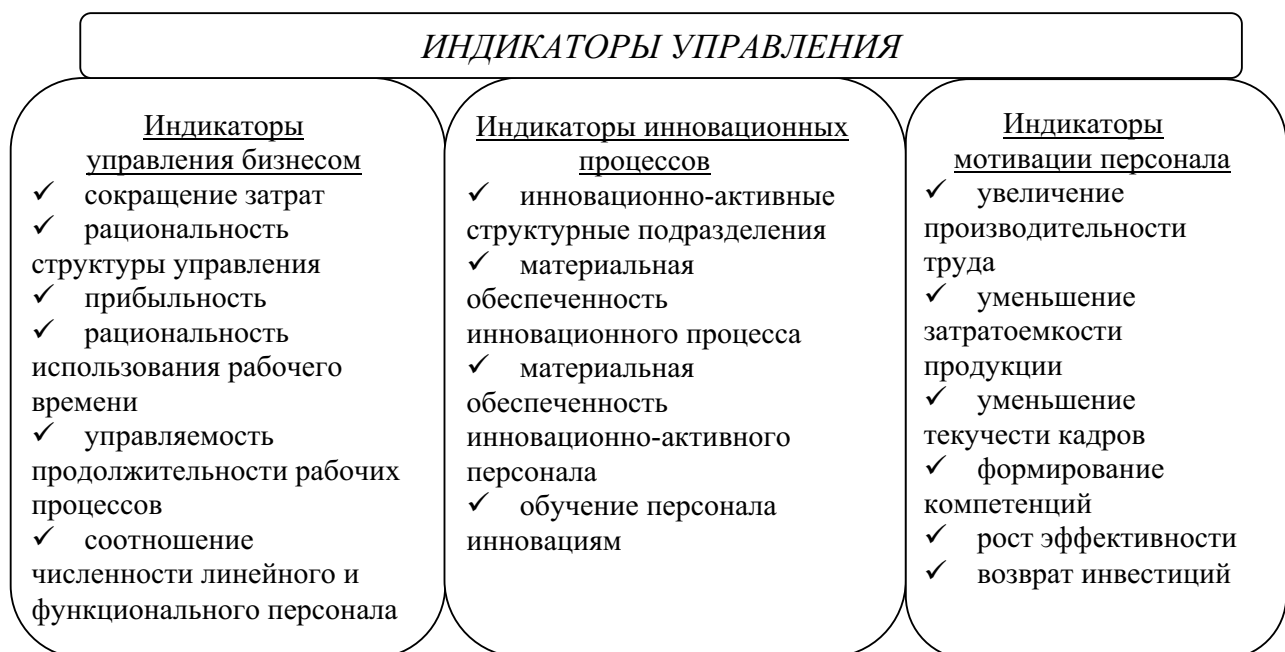 ИНДИКАТОРЫ УПРАВЛЕНИЯ
Индикаторы
управления бизнесом
✓ сокращение затрат
✓ рациональность
структуры управления
✓ прибыльность
✓ рациональность
использования рабочего
времени
✓ управляемость
продолжительности рабочих
процессов
✓ соотношение
численности линейного и
функционального персонала
Индикаторы инновационных
процессов
✓ инновационно-активные
структурные подразделения
✓ материальная
обеспеченность
инновационного процесса
✓ материальная
обеспеченность
инновационно-активного
персонала
✓ обучение персонала
инновациям
Индикаторы
мотивации персонала
✓ увеличение
производительности
труда
✓ уменьшение
затратоемкости
продукции
✓ уменьшение
текучести кадров
✓ формирование
компетенций
✓ рост эффективности
✓ возврат инвестиций